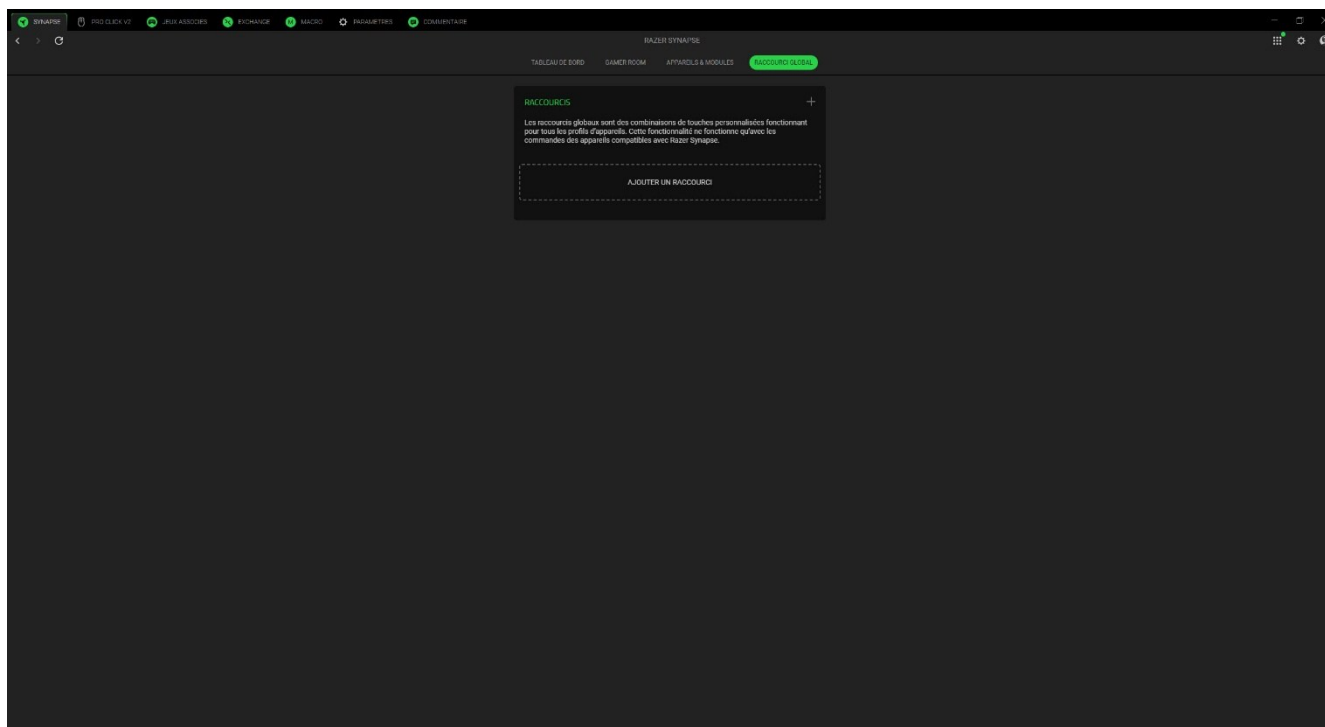 SYNAPSE PRO CLICK V2 JEUX ASSOCIÉS EXCHANGE MACRO PARAMÈTRES COMMENTAIRE
RAZER SYNAPSE
TABLEAU DE BORD GAMER ROOM APPAREILS & MODULES RACCOURCI GLOBAL
RACCOURCIS
Les raccourcis globaux sont des combinaisons de touches personnalisées fonctionnant
pour tous les profils d'appareils. Cette fonctionnalité ne fonctionne qu'avec les
commandes des appareils compatibles avec Razer Synapse.
AJOUTER UN RACCOURCI